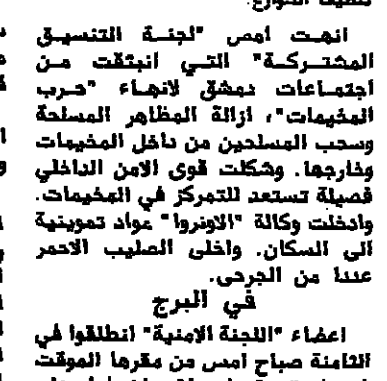 انهت امس "لجنة التنسيق
المشتركة" التي انبثقت من
اجتماعات دمشق لانهاء "حرب
المخيمات"، ازالة المظاهر المسلحة
وسحب المسلحين من داخل المخيمات
وخارجها. وشكلت قوى الامن الداخلي
فصيلة تستعد للتمركز في المخيمات.
وادخلت وكالة "الاونروا" مواد تموينية
الى السكان. واخلى الصليب الاحمر
عددا من الجرحى.
في البرج
اعضاء "اللجنة الامنية" انطلقوا في
الثامنة صباح امس من مقرها الموقت